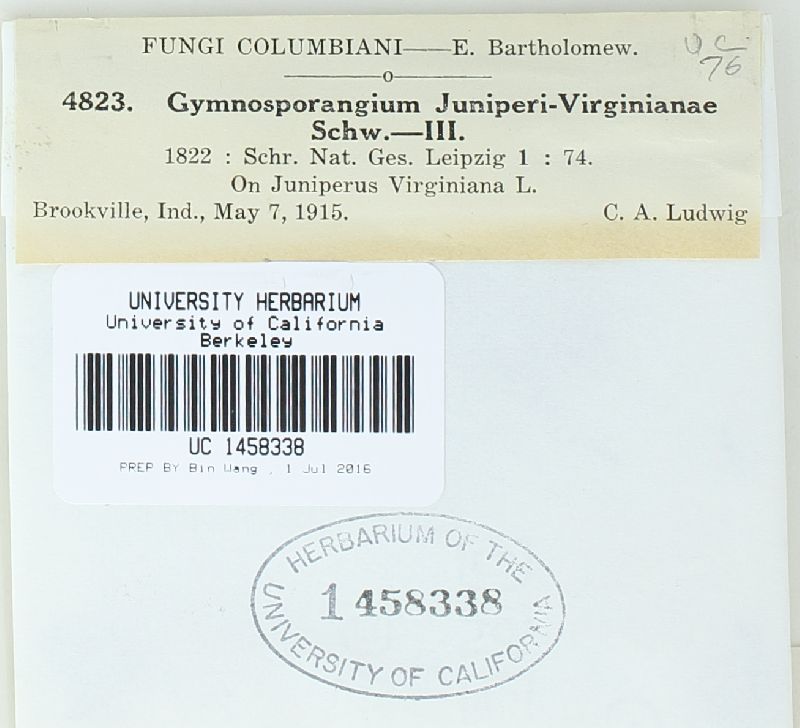 FUNGI COLUMBIANI——E. Bartholomew.
UC
76
4823. Gymnosporangium Juniperi-Virginianae
Schw.—III.
1822 : Schr. Nat. Ges. Leipzig 1 : 74.
On Juniperus Virginiana L.
Brookville, Ind., May 7, 1915. C. A. Ludwig
UNIVERSITY HERBARIUM
University of California
Berkeley
UC 1458338
PREP BY Bin Wang , 1 Jul 2016
HERBARIUM OF THE
1458338
UNIVERSITY OF CALIFORNIA